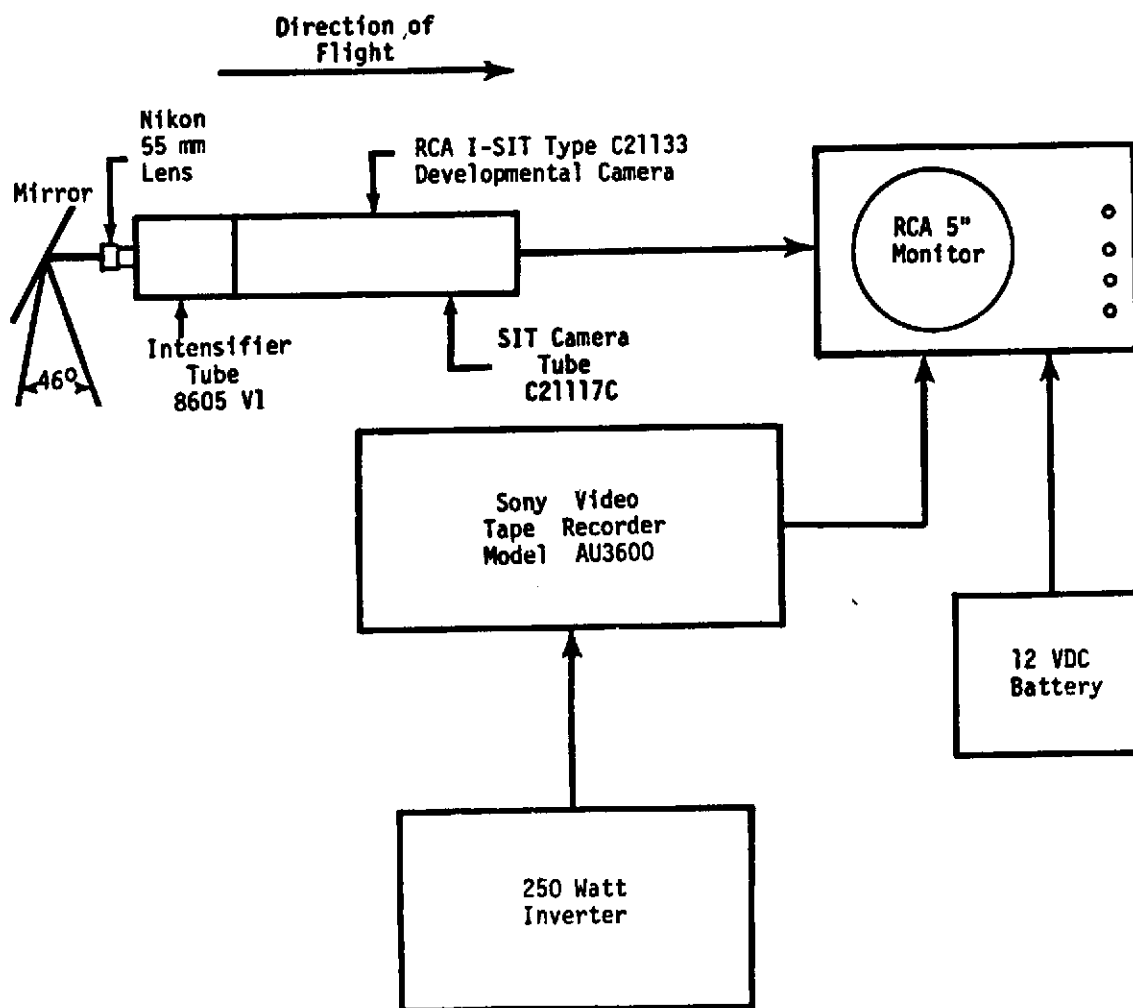 Direction of
Flight
Nikon
55 mm
Lens
RCA I-SIT Type C21133
Developmental Camera
Mirror
RCA 5"
Monitor
Intensifier
Tube
8605 V1
SIT Camera
Tube
C21117C
46º
Sony Video
Tape Recorder
Model AU3600
12 VDC
Battery
250 Watt
Inverter